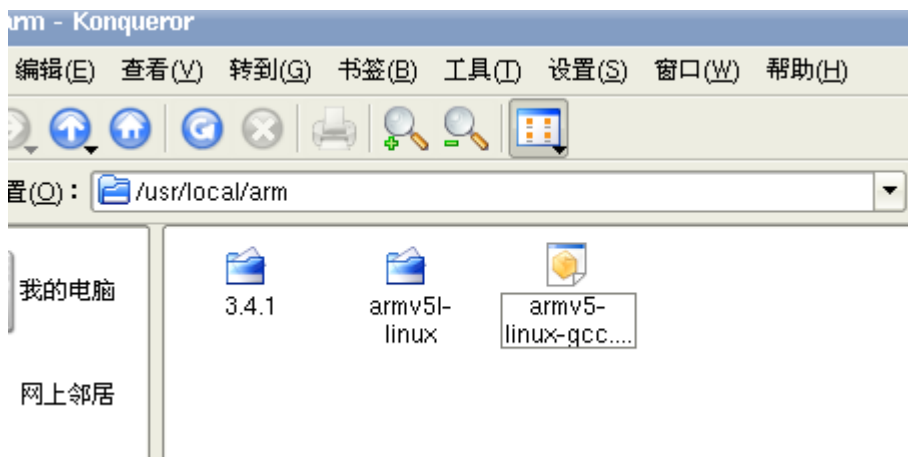 arm - Konqueror
编辑(E) 查看(V) 转到(G) 书签(B) 工具(T) 设置(S) 窗口(W) 帮助(H)
置(O): /usr/local/arm
我的电脑
网上邻居
3.4.1
armv5l-
linux
armv5-
linux-gcc....